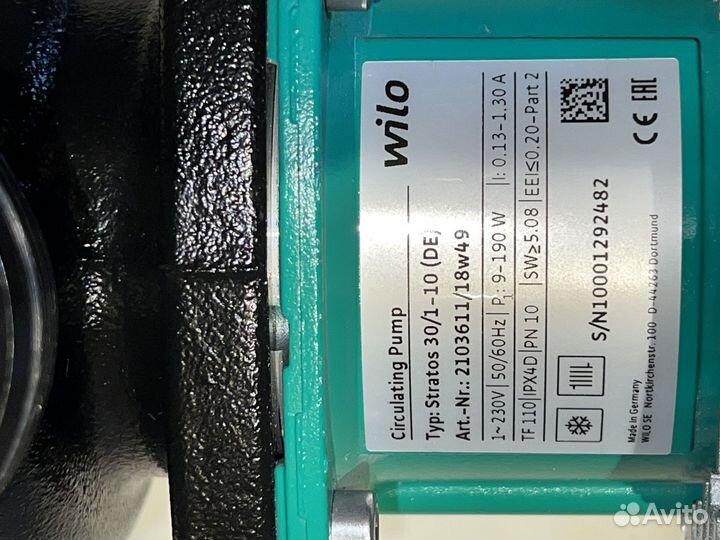 wilo
Circulating Pump
Typ: Stratos 30/1-10 (DE)
Art.-Nr.: 2103611/18w49
1~230V | 50/60Hz | P₁: 9-190 W | I: 0.13-1.30 A
TF 110 | IPX4D | PN 10 | SW≥5.08 | EEI≤0.20-Part 2
S/N10001292482
CE EAC
Made in Germany
WILO SE Nortkirchenstr. 100 D-44263 Dortmund
Avito